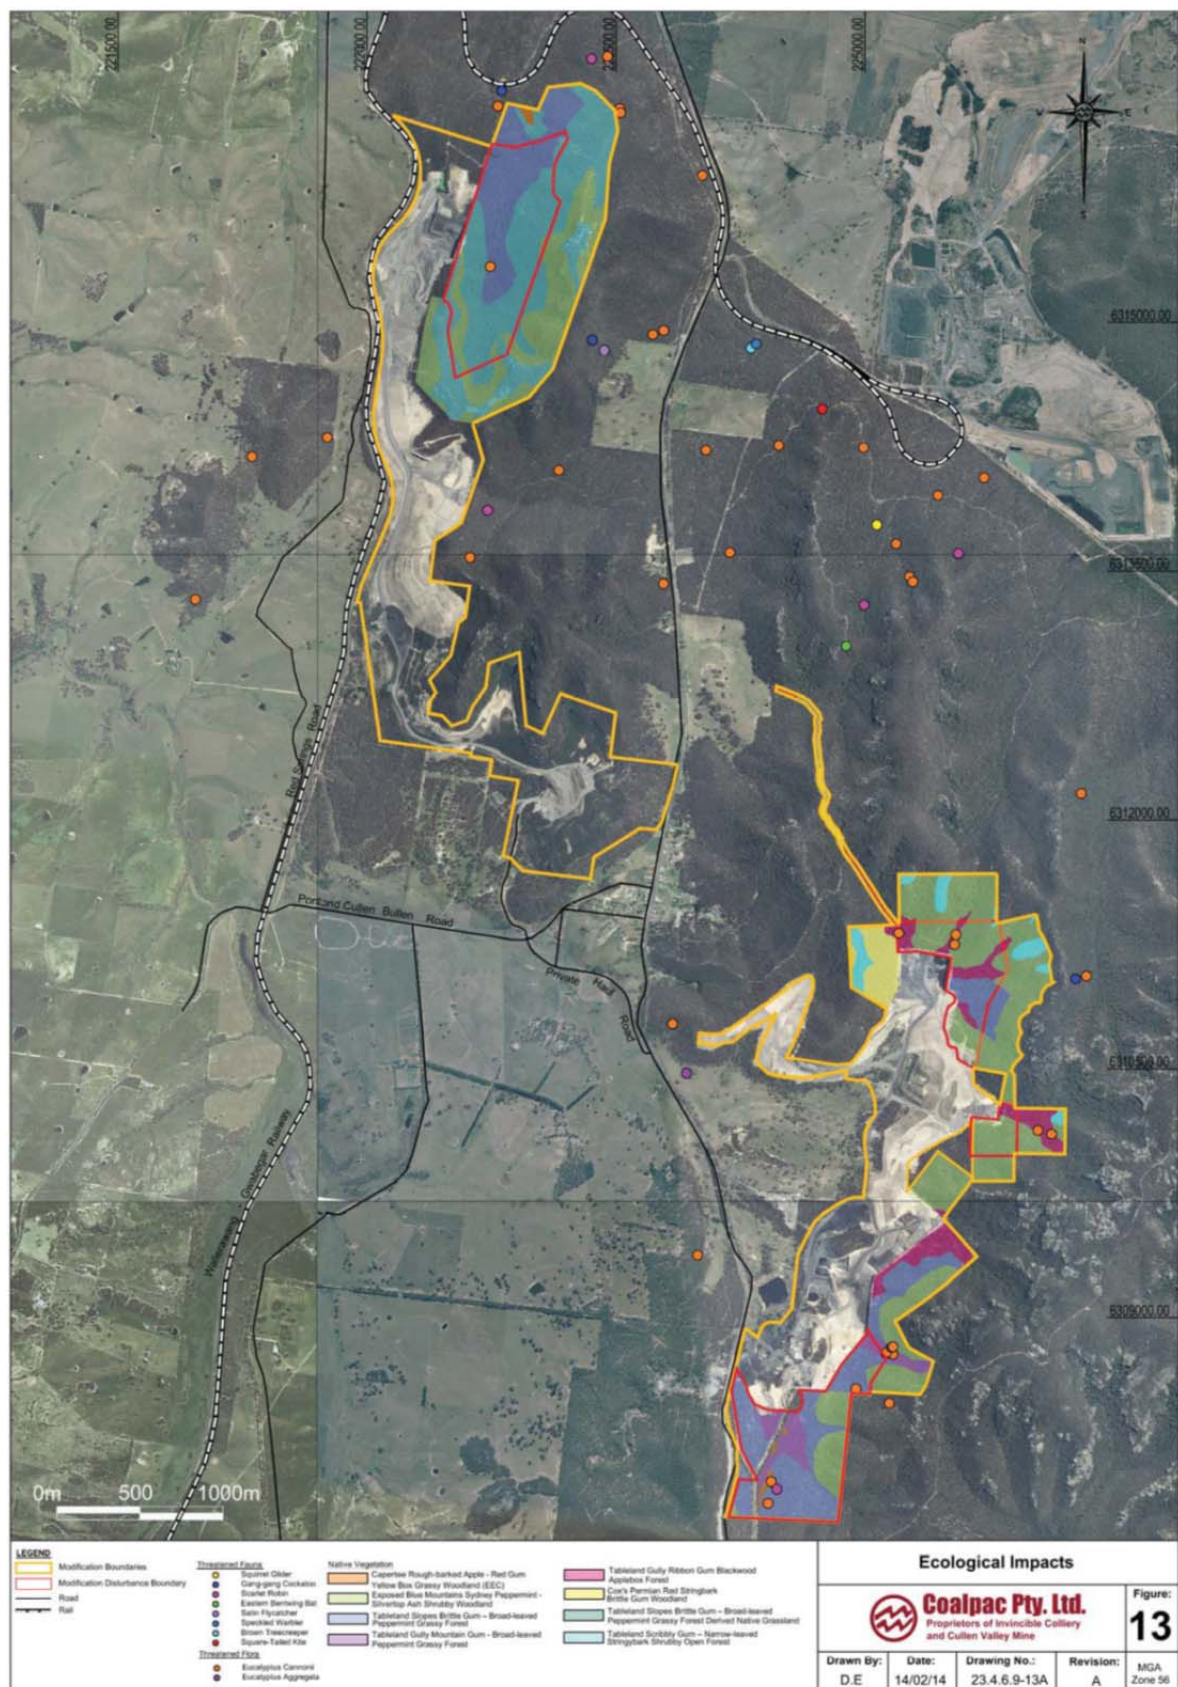 221500.00
222000.00
225000.00
N
W
E
S
6315000.00
6313500.00
6312000.00
6310500.00
6309000.00
Red Springs Road
Portland Cullen Bullen Road
Private Haul Road
Wallerawang Gwabegar Railway
0m 500 1000m
LEGEND
Modification Boundaries
Modification Disturbance Boundary
Road
Rail
Threatened Fauna
Squirrel Glider
Gang-gang Cockatoo
Scarlet Robin
Eastern Bentwing Bat
Satin Flycatcher
Speckled Warbler
Brown Treecreeper
Square-Tailed Kite
Threatened Flora
Eucalyptus Cannonii
Eucalyptus Aggregata
Native Vegetation
Capertee Rough-barked Apple - Red Gum
Yellow Box Grassy Woodland (EEC)
Exposed Blue Mountains Sydney Peppermint -
Silvertop Ash Shrubby Woodland
Tableland Slopes Brittle Gum – Broad-leaved
Peppermint Grassy Forest
Tableland Gully Mountain Gum - Broad-leaved
Peppermint Grassy Forest
Tableland Gully Ribbon Gum Blackwood
Applebox Forest
Cox's Permian Red Stringbark
Brittle Gum Woodland
Tableland Slopes Brittle Gum – Broad-leaved
Peppermint Grassy Forest Derived Native Grassland
Tableland Scribbly Gum – Narrow-leaved
Stringybark Shrubby Open Forest
Ecological Impacts
Coalpac Pty. Ltd.
Proprietors of Invincible Colliery
and Cullen Valley Mine
Figure:
13
Drawn By:
D.E
Date:
14/02/14
Drawing No.:
23.4.6.9-13A
Revision:
A
MGA
Zone 56